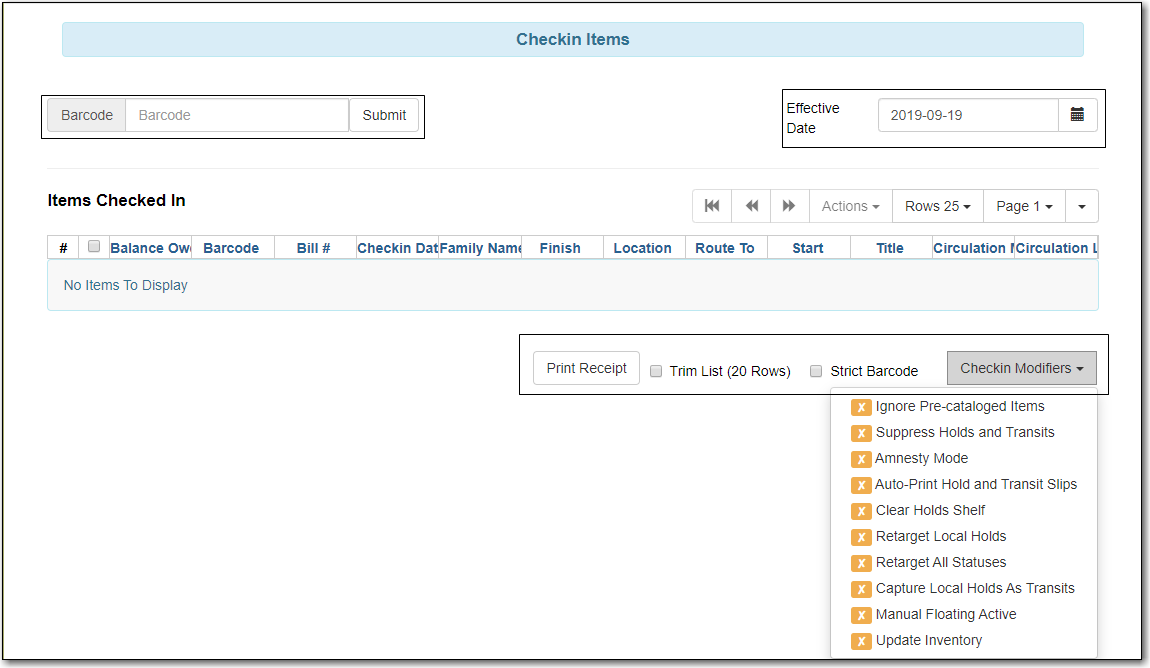 Checkin Items
Barcode Barcode Submit
Effective
Date
2019-09-19
Items Checked In
Actions Rows 25 Page 1
# Balance Owe Barcode Bill # Checkin Dat Family Name Finish Location Route To Start Title Circulation M Circulation L
No Items To Display
Print Receipt Trim List (20 Rows) Strict Barcode Checkin Modifiers
Ignore Pre-cataloged Items
Suppress Holds and Transits
Amnesty Mode
Auto-Print Hold and Transit Slips
Clear Holds Shelf
Retarget Local Holds
Retarget All Statuses
Capture Local Holds As Transits
Manual Floating Active
Update Inventory